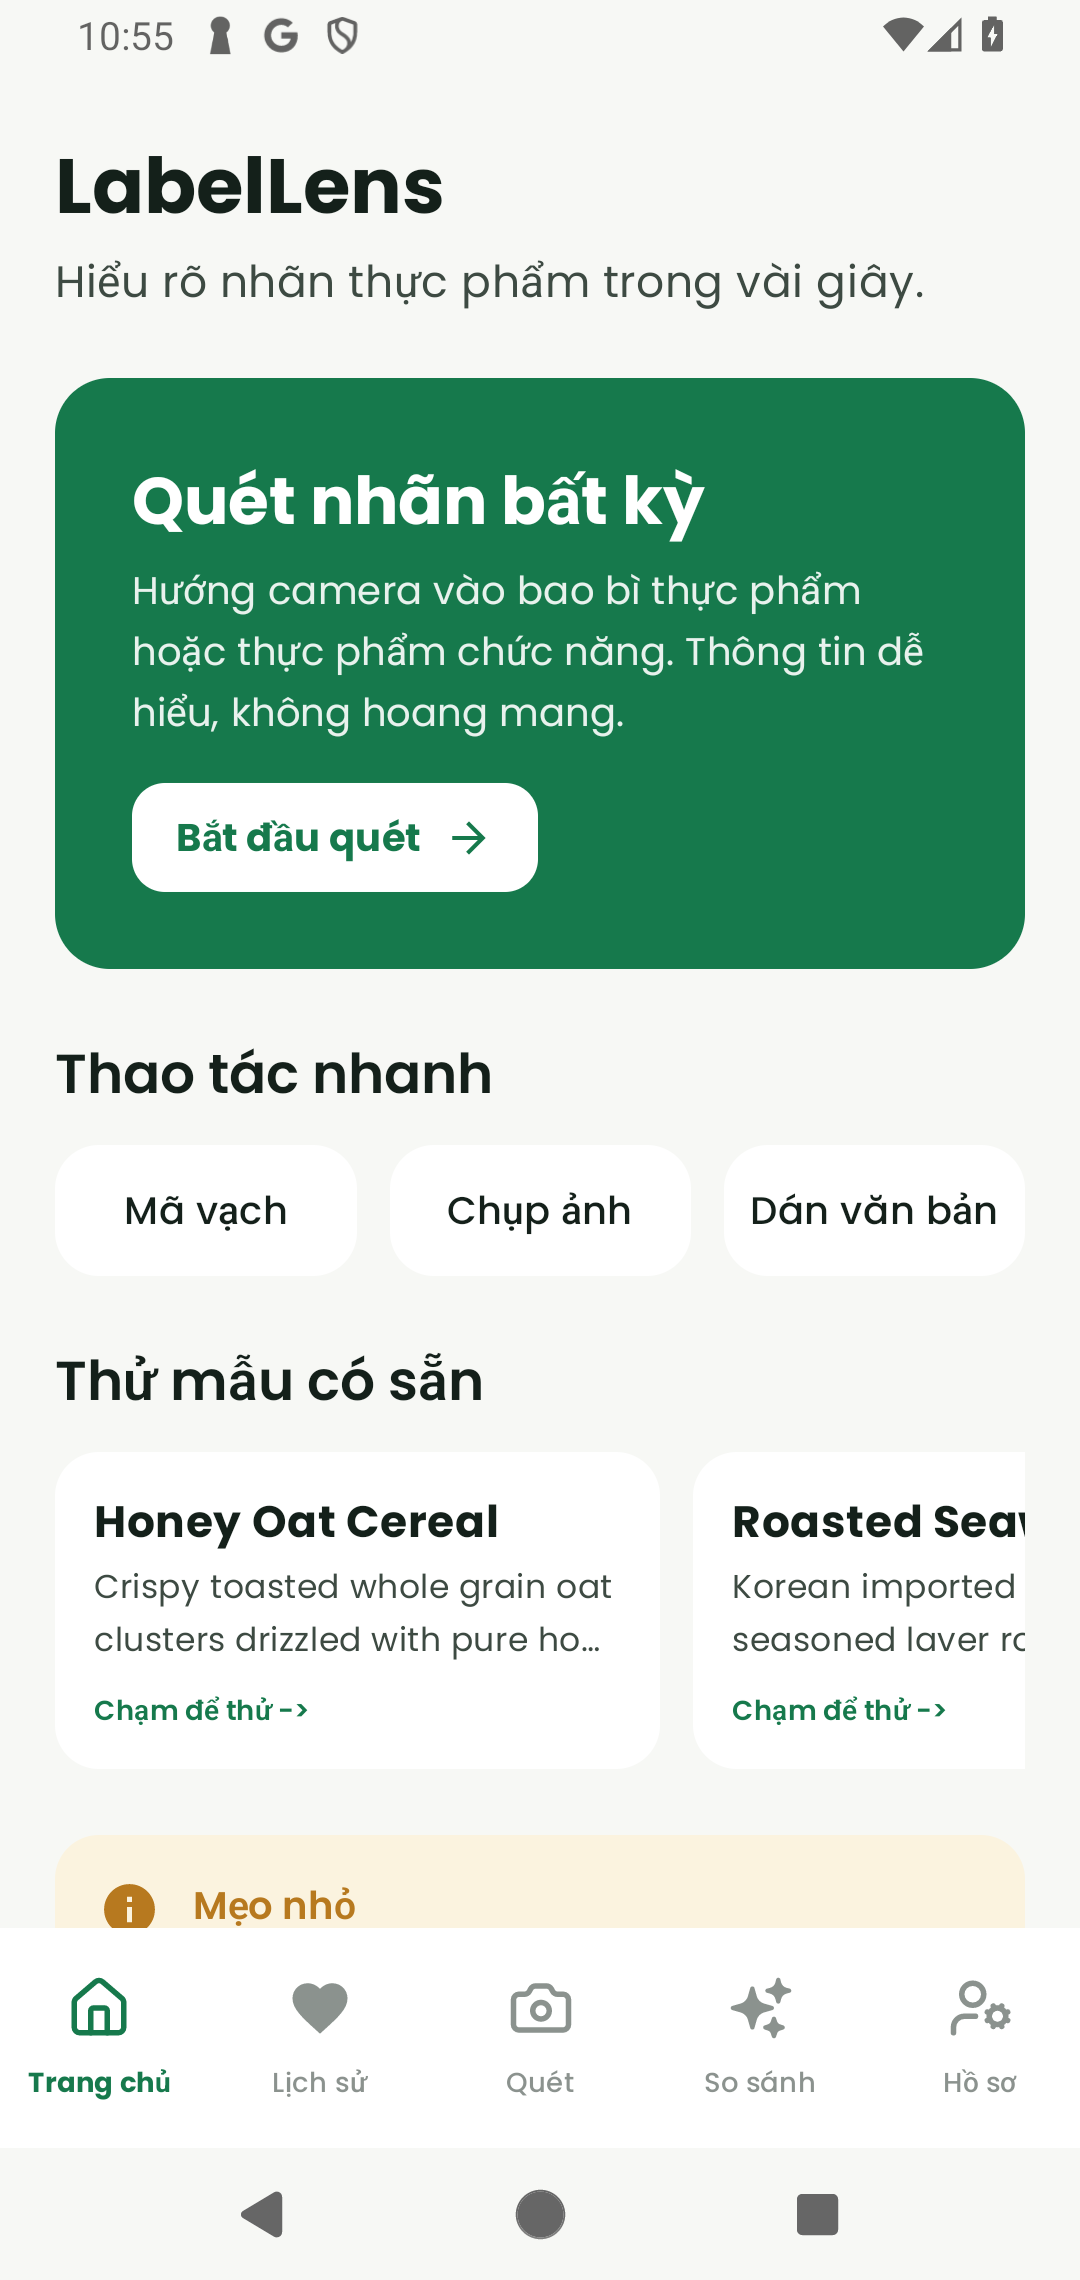 10:55
LabelLens
Hiểu rõ nhãn thực phẩm trong vài giây.
Quét nhãn bất kỳ
Hướng camera vào bao bì thực phẩm
hoặc thực phẩm chức năng. Thông tin dễ
hiểu, không hoang mang.
Bắt đầu quét
Thao tác nhanh
Mã vạch
Chụp ảnh
Dán văn bản
Thử mẫu có sẵn
Honey Oat Cereal
Crispy toasted whole grain oat
clusters drizzled with pure ho...
Chạm để thử ->
Roasted
Korean imported
seasoned laver
Chạm để thử ->
Mẹo nhỏ
Trang chủ
Lịch sử
Quét
So sánh
Hồ sơ